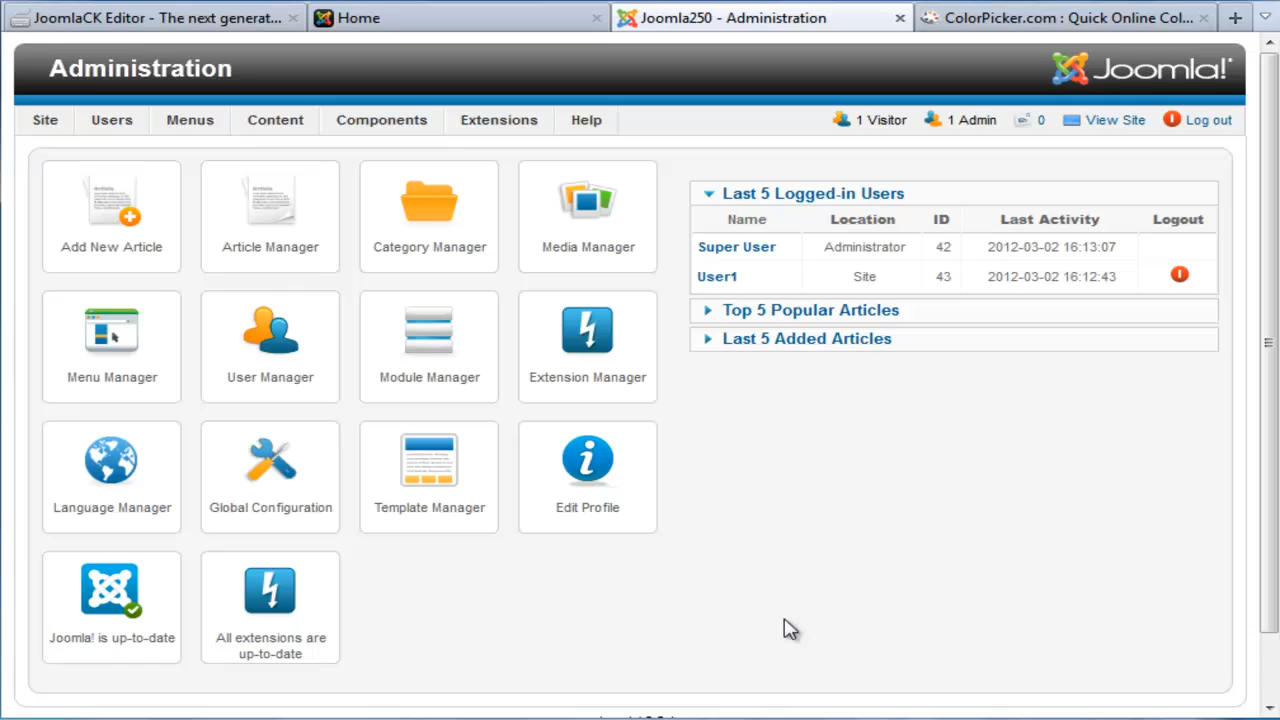 JoomlaCK Editor - The next generat...
Home
Joomla250 - Administration
ColorPicker.com : Quick Online Col...
Administration
Joomla!
Site
Users
Menus
Content
Components
Extensions
Help
1 Visitor
1 Admin
0
View Site
Log out
Add New Article
Article Manager
Category Manager
Media Manager
Menu Manager
User Manager
Module Manager
Extension Manager
Language Manager
Global Configuration
Template Manager
Edit Profile
Joomla! is up-to-date
All extensions are
up-to-date
Last 5 Logged-in Users
Name Location ID Last Activity Logout
Super User Administrator 42 2012-03-02 16:13:07
User1 Site 43 2012-03-02 16:12:43
Top 5 Popular Articles
Last 5 Added Articles